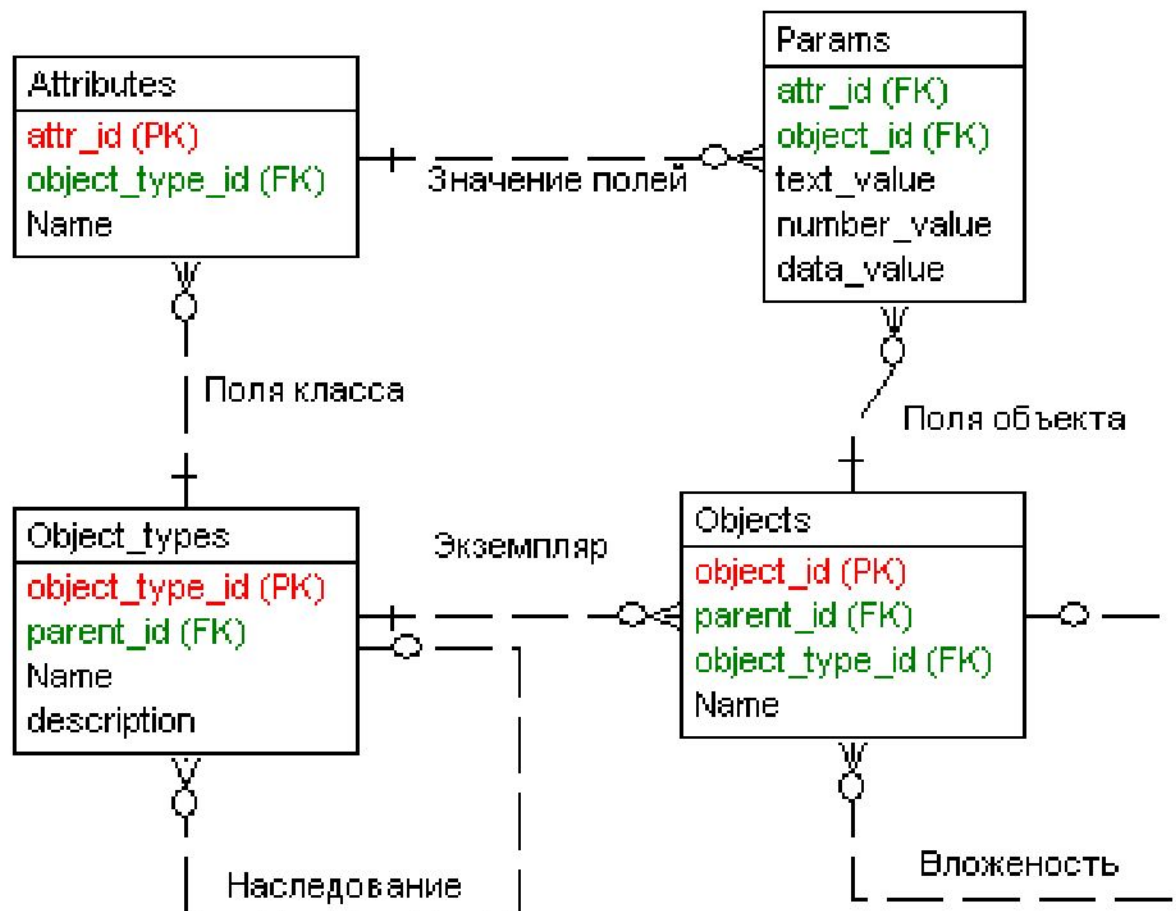 Attributes
attr_id (PK)
object_type_id (FK)
Name
Params
attr_id (FK)
object_id (FK)
text_value
number_value
data_value
Значение полей
Поля класса
Поля объекта
Object_types
object_type_id (PK)
parent_id (FK)
Name
description
Экземпляр
Objects
object_id (PK)
parent_id (FK)
object_type_id (FK)
Name
Наследование
Вложеность